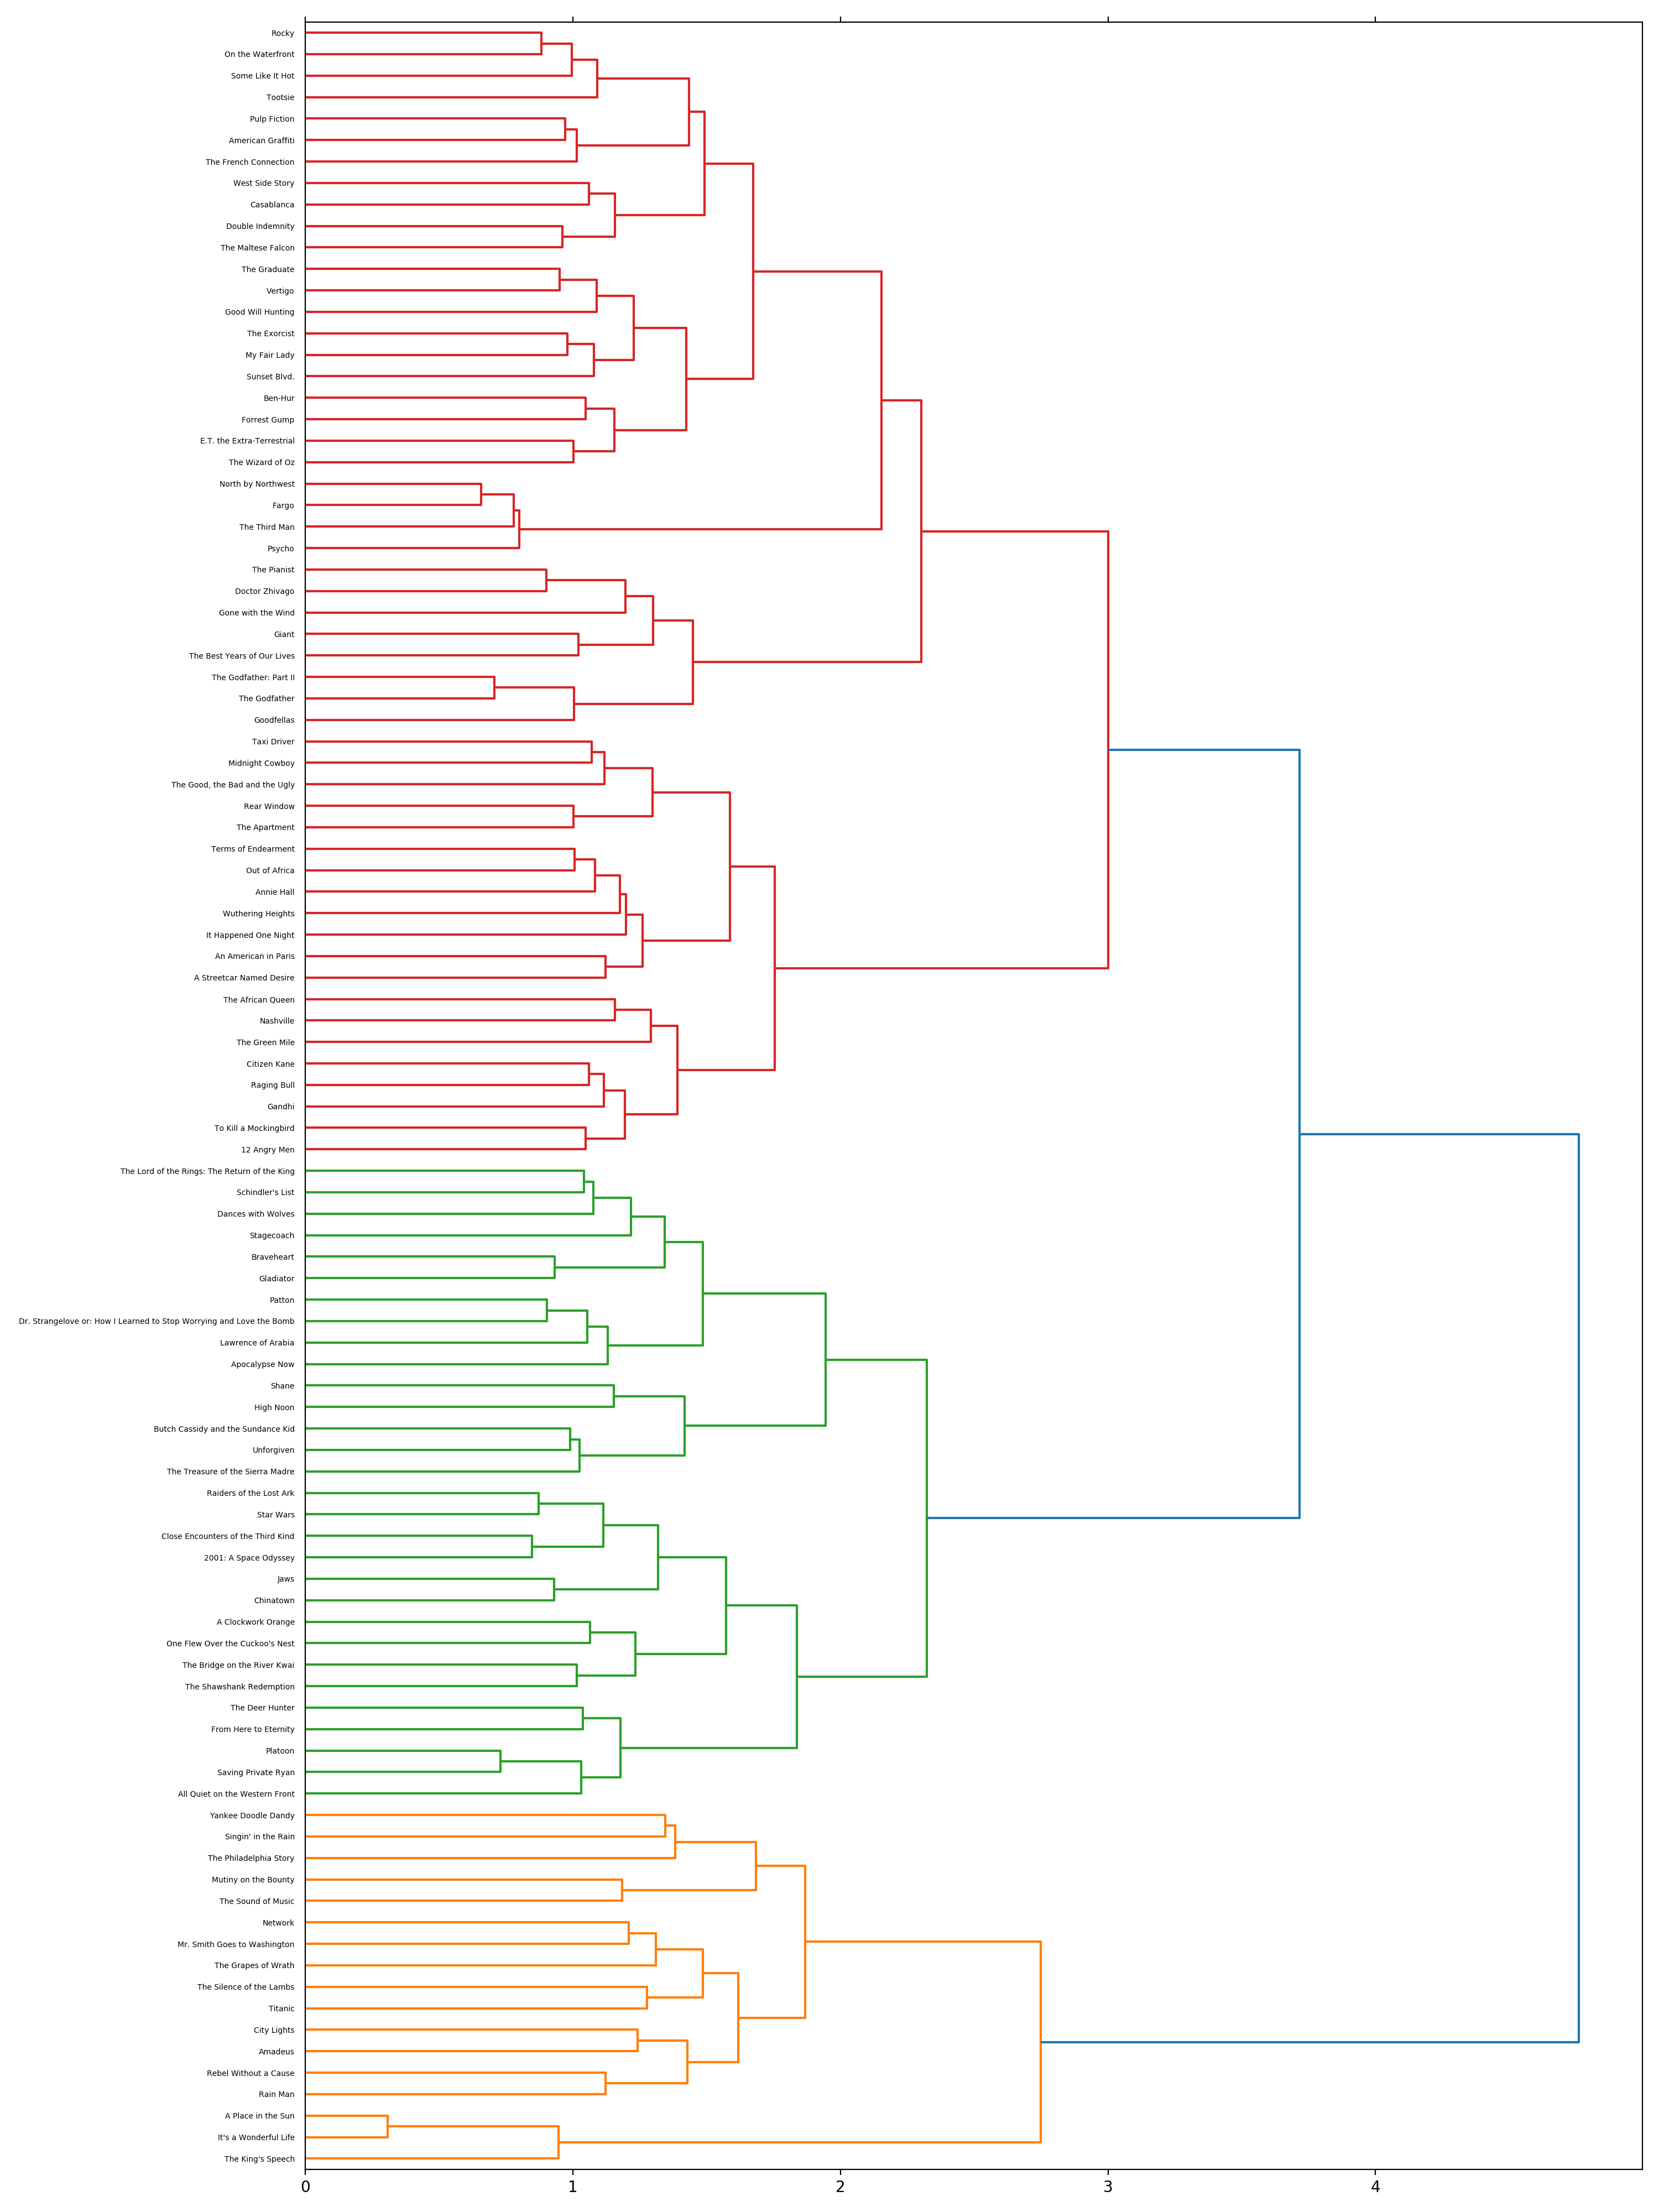 Rocky
On the Waterfront
Some Like It Hot
Tootsie
Pulp Fiction
American Graffiti
The French Connection
West Side Story
Casablanca
Double Indemnity
The Maltese Falcon
The Graduate
Vertigo
Good Will Hunting
The Exorcist
My Fair Lady
Sunset Blvd.
Ben-Hur
Forrest Gump
E.T. the Extra-Terrestrial
The Wizard of Oz
North by Northwest
Fargo
The Third Man
Psycho
The Pianist
Doctor Zhivago
Gone with the Wind
Giant
The Best Years of Our Lives
The Godfather: Part II
The Godfather
Goodfellas
Taxi Driver
Midnight Cowboy
The Good, the Bad and the Ugly
Rear Window
The Apartment
Terms of Endearment
Out of Africa
Annie Hall
Wuthering Heights
It Happened One Night
An American in Paris
A Streetcar Named Desire
The African Queen
Nashville
The Green Mile
Citizen Kane
Raging Bull
Gandhi
To Kill a Mockingbird
12 Angry Men
The Lord of the Rings: The Return of the King
Schindler's List
Dances with Wolves
Stagecoach
Braveheart
Gladiator
Patton
Dr. Strangelove or: How I Learned to Stop Worrying and Love the Bomb
Lawrence of Arabia
Apocalypse Now
Shane
High Noon
Butch Cassidy and the Sundance Kid
Unforgiven
The Treasure of the Sierra Madre
Raiders of the Lost Ark
Star Wars
Close Encounters of the Third Kind
2001: A Space Odyssey
Jaws
Chinatown
A Clockwork Orange
One Flew Over the Cuckoo's Nest
The Bridge on the River Kwai
The Shawshank Redemption
The Deer Hunter
From Here to Eternity
Platoon
Saving Private Ryan
All Quiet on the Western Front
Yankee Doodle Dandy
Singin' in the Rain
The Philadelphia Story
Mutiny on the Bounty
The Sound of Music
Network
Mr. Smith Goes to Washington
The Grapes of Wrath
The Silence of the Lambs
Titanic
City Lights
Amadeus
Rebel Without a Cause
Rain Man
A Place in the Sun
It's a Wonderful Life
The King's Speech
0 1 2 3 4